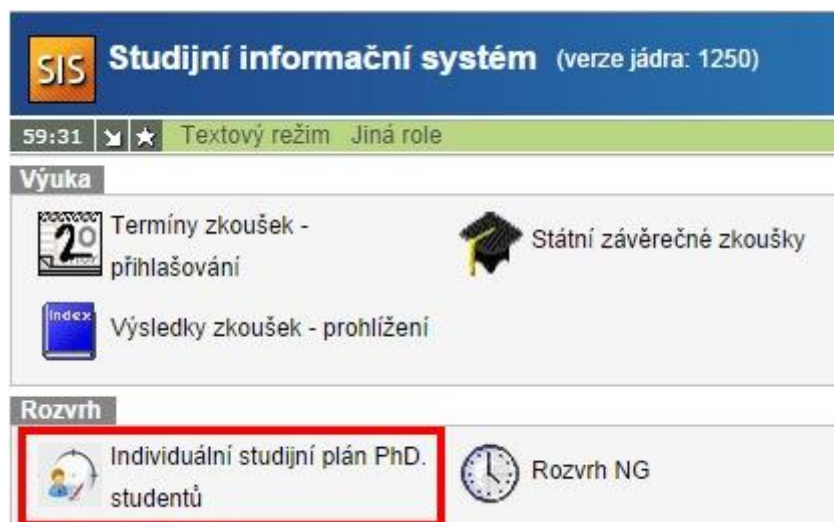 SIS Studijní informační systém (verze jádra: 1250)
59:31 Textový režim Jiná role
Výuka
Termíny zkoušek -
přihlašování
Státní závěrečné zkoušky
Index
Výsledky zkoušek - prohlížení
Rozvrh
Individuální studijní plán PhD.
studentů
Rozvrh NG